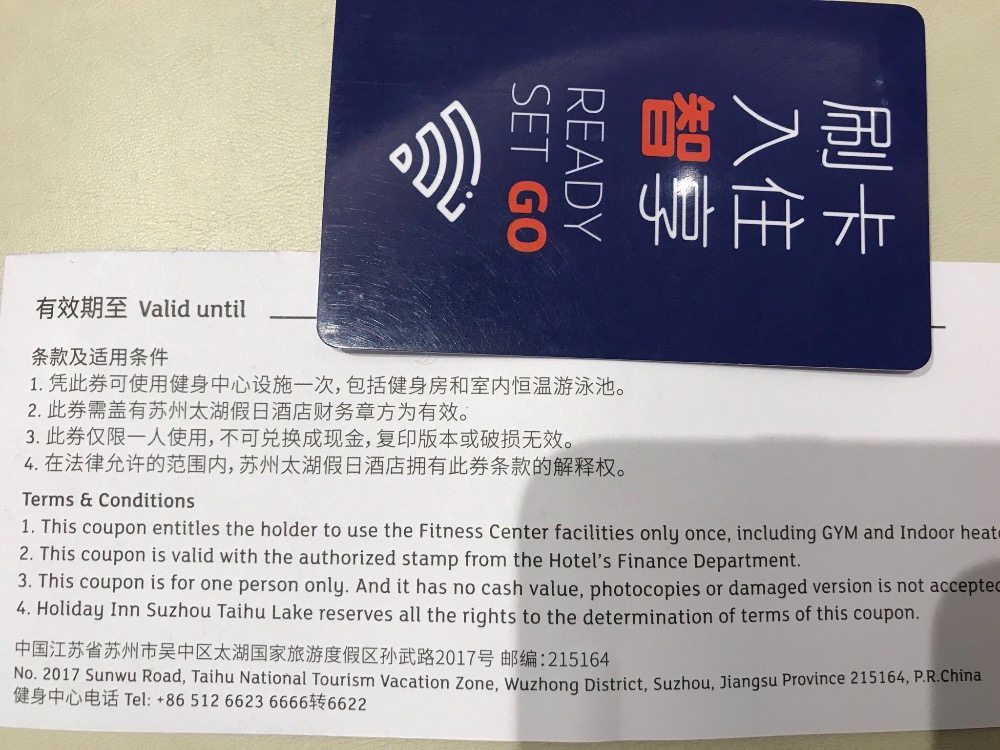 刷卡
入住
智享
READY
SET GO
有效期至 Valid until
条款及适用条件
1. 凭此券可使用健身中心设施一次，包括健身房和室内恒温游泳池。
2. 此券需盖有苏州太湖假日酒店财务章方为有效。
3. 此券仅限一人使用，不可兑换成现金，复印版本或破损无效。
4. 在法律允许的范围内，苏州太湖假日酒店拥有此券条款的解释权。
Terms & Conditions
1. This coupon entitles the holder to use the Fitness Center facilities only once, including GYM and Indoor
2. This coupon is valid with the authorized stamp from the Hotel's Finance Department.
3. This coupon is for one person only. And it has no cash value, photocopies or damaged version is not accepted
4. Holiday Inn Suzhou Taihu Lake reserves all the rights to the determination of terms of this coupon.
中国江苏省苏州市吴中区太湖国家旅游度假区孙武路2017号 邮编：215164
No. 2017 Sunwu Road, Taihu National Tourism Vacation Zone, Wuzhong District, Suzhou, Jiangsu Province 215164, P.R.China
健身中心电话 Tel: +86 512 6623 6666转6622